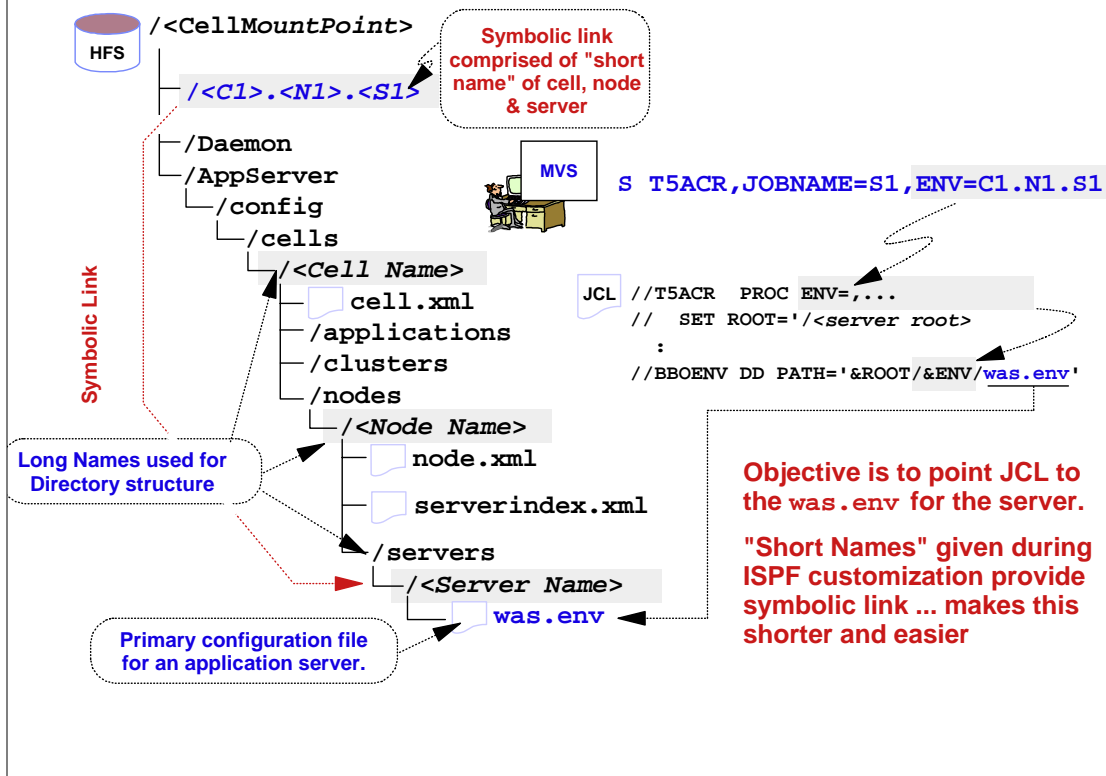 /<CellMountPoint>
HFS
Symbolic link
comprised of "short
name" of cell, node
& server
/<C1>.<N1>.<S1>
/Daemon
/AppServer
/config
/cells
/<Cell Name>
cell.xml
/applications
/clusters
/nodes
/<Node Name>
node.xml
serverindex.xml
/servers
/<Server Name>
was.env
Symbolic Link
Long Names used for
Directory structure
Primary configuration file
for an application server.
MVS
S T5ACR,JOBNAME=S1,ENV=C1.N1.S1
JCL
//T5ACR PROC ENV=,...
// SET ROOT='/<server root>
:
//BBOENV DD PATH='&ROOT/&ENV/was.env'
Objective is to point JCL to
the was.env for the server.
"Short Names" given during
ISPF customization provide
symbolic link ... makes this
shorter and easier